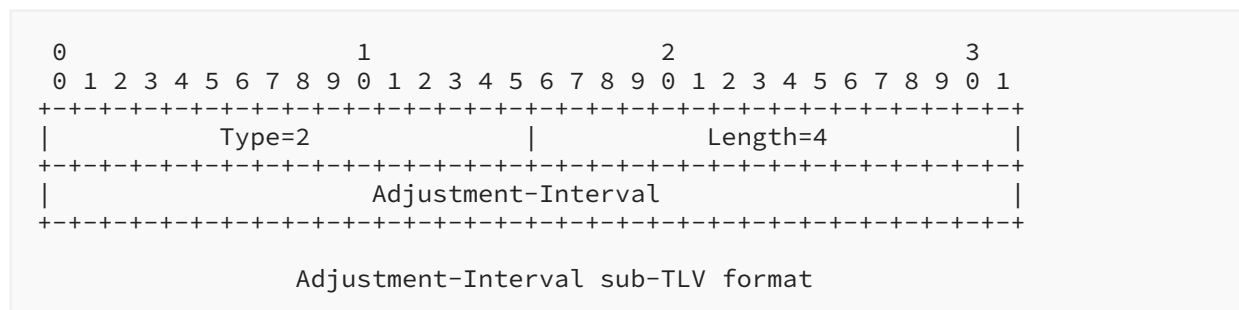 0                   1                   2                   3
 0 1 2 3 4 5 6 7 8 9 0 1 2 3 4 5 6 7 8 9 0 1 2 3 4 5 6 7 8 9 0 1
+-+-+-+-+-+-+-+-+-+-+-+-+-+-+-+-+-+-+-+-+-+-+-+-+-+-+-+-+-+-+-+-+
|           Type=2              |           Length=4            |
+-+-+-+-+-+-+-+-+-+-+-+-+-+-+-+-+-+-+-+-+-+-+-+-+-+-+-+-+-+-+-+-+
|                     Adjustment-Interval                       |
+-+-+-+-+-+-+-+-+-+-+-+-+-+-+-+-+-+-+-+-+-+-+-+-+-+-+-+-+-+-+-+-+
Adjustment-Interval sub-TLV format